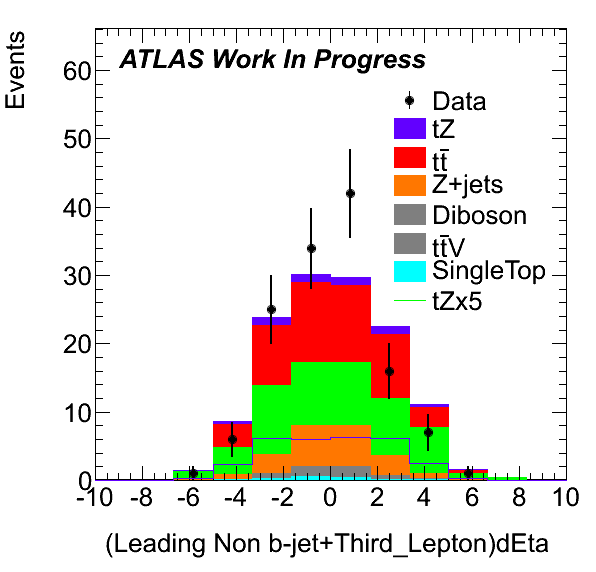 Events
ATLAS Work In Progress
Data
tZ
tt̄
Z+jets
Diboson
tt̄V
SingleTop
tZx5
60
50
40
30
20
10
0
-10 -8 -6 -4 -2 0 2 4 6 8 10
(Leading Non b-jet+Third_Lepton)dEta